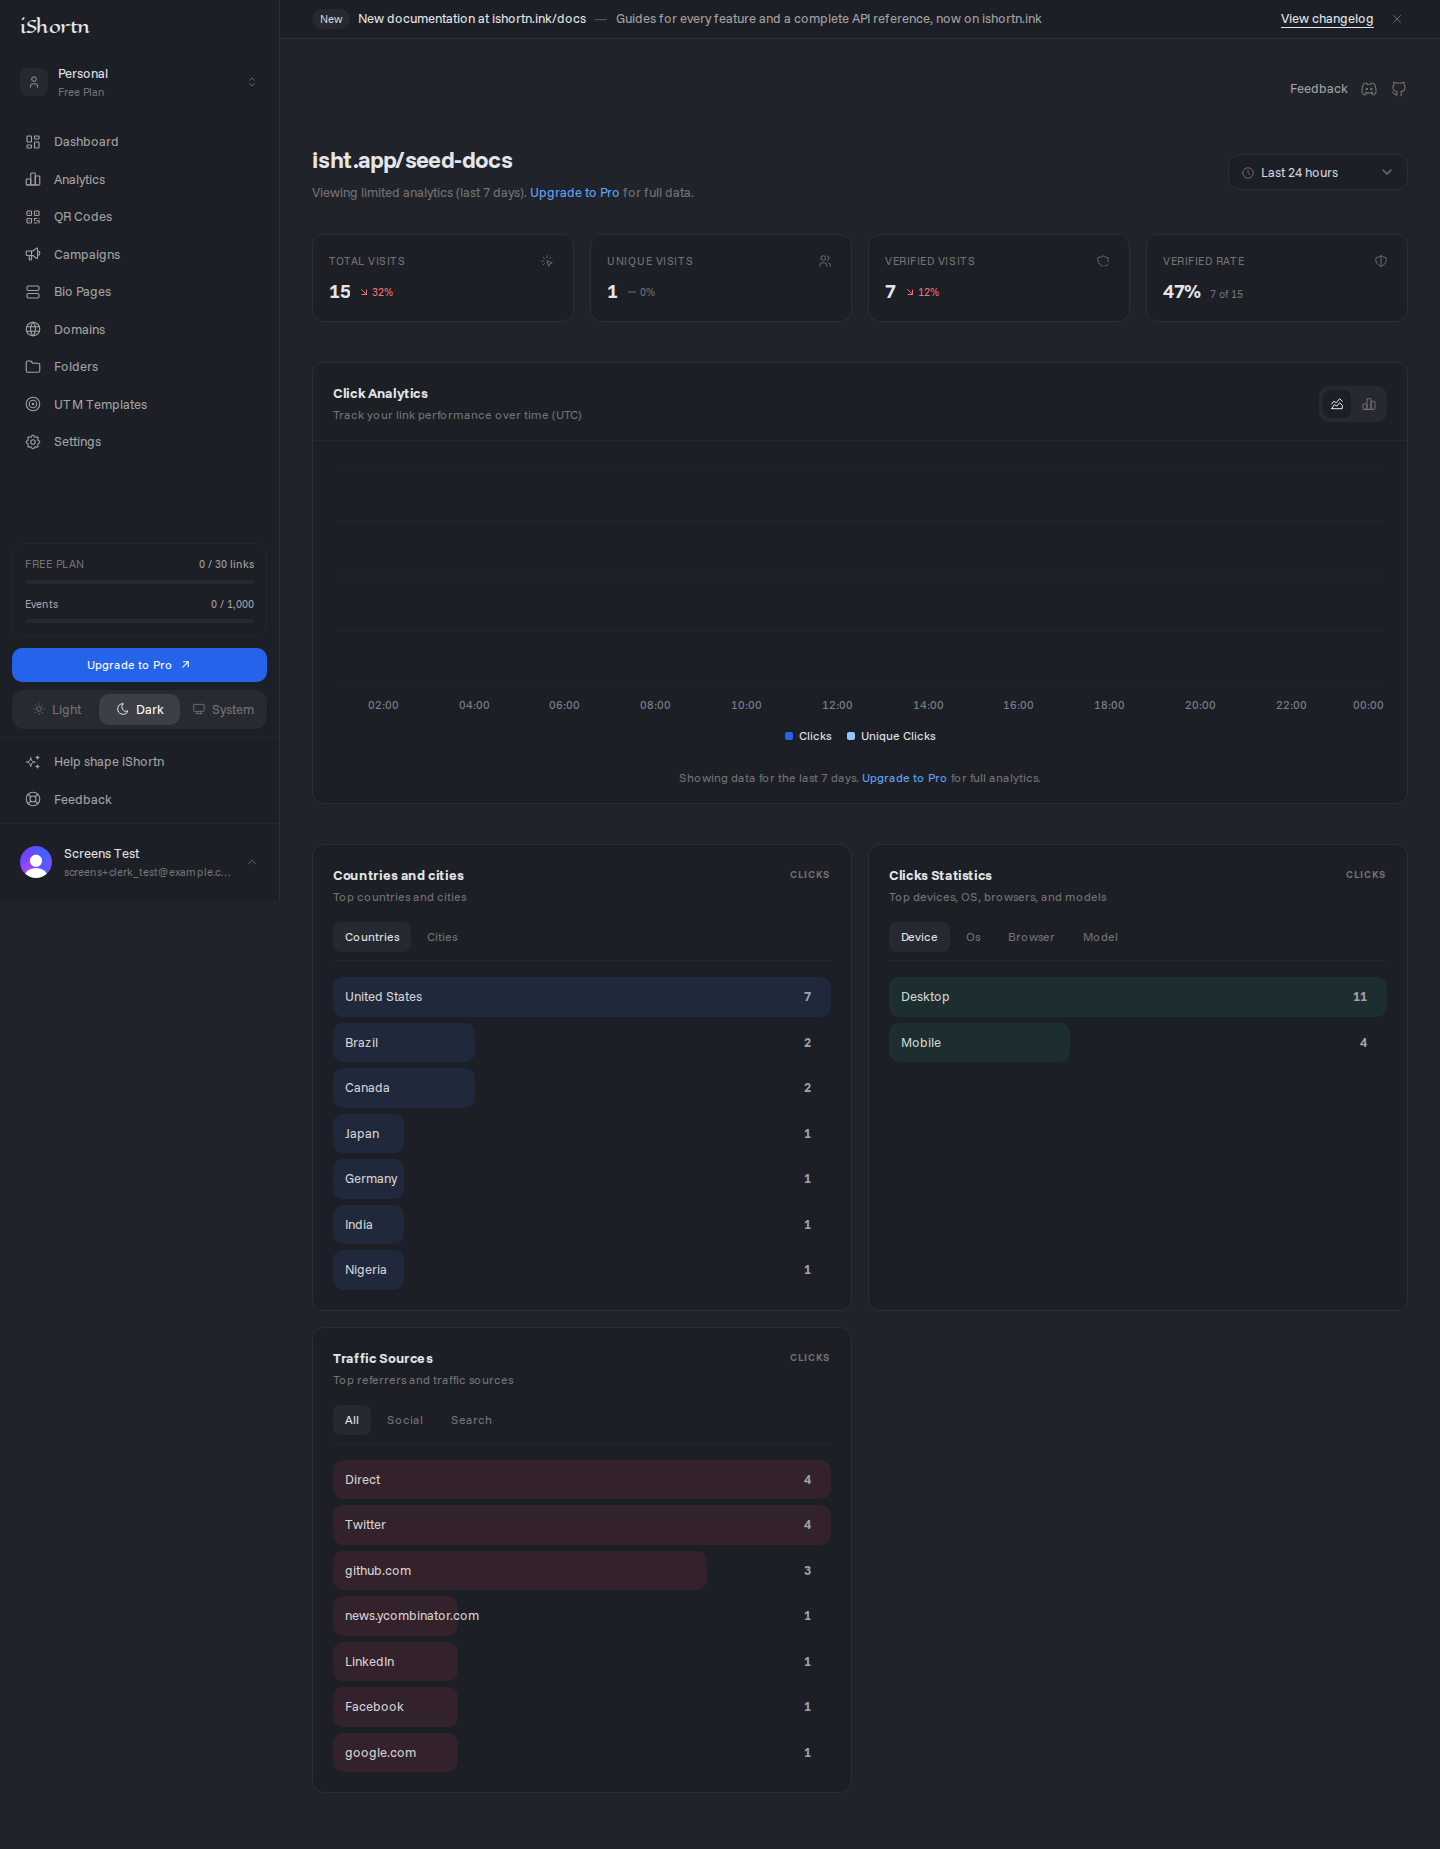 iShortn
Personal
Free Plan
Dashboard
Analytics
QR Codes
Campaigns
Bio Pages
Domains
Folders
UTM Templates
Settings
FREE PLAN 0 / 30 links
Events 0 / 1,000
Upgrade to Pro
Light Dark System
Help shape iShortn
Feedback
Screens Test
screens+clerk_test@example.c...
New New documentation at ishortn.ink/docs — Guides for every feature and a complete API reference, now on ishortn.ink View changelog
Feedback
isht.app/seed-docs
Viewing limited analytics (last 7 days). Upgrade to Pro for full data.
Last 24 hours
TOTAL VISITS
15 32%
UNIQUE VISITS
1 0%
VERIFIED VISITS
7 12%
VERIFIED RATE
47% 7 of 15
Click Analytics
Track your link performance over time (UTC)
02:00 04:00 06:00 08:00 10:00 12:00 14:00 16:00 18:00 20:00 22:00 00:00
Clicks Unique Clicks
Showing data for the last 7 days. Upgrade to Pro for full analytics.
Countries and cities CLICKS
Top countries and cities
Countries Cities
United States 7
Brazil 2
Canada 2
Japan 1
Germany 1
India 1
Nigeria 1
Clicks Statistics CLICKS
Top devices, OS, browsers, and models
Device Os Browser Model
Desktop 11
Mobile 4
Traffic Sources CLICKS
Top referrers and traffic sources
All Social Search
Direct 4
Twitter 4
github.com 3
news.ycombinator.com 1
LinkedIn 1
Facebook 1
google.com 1